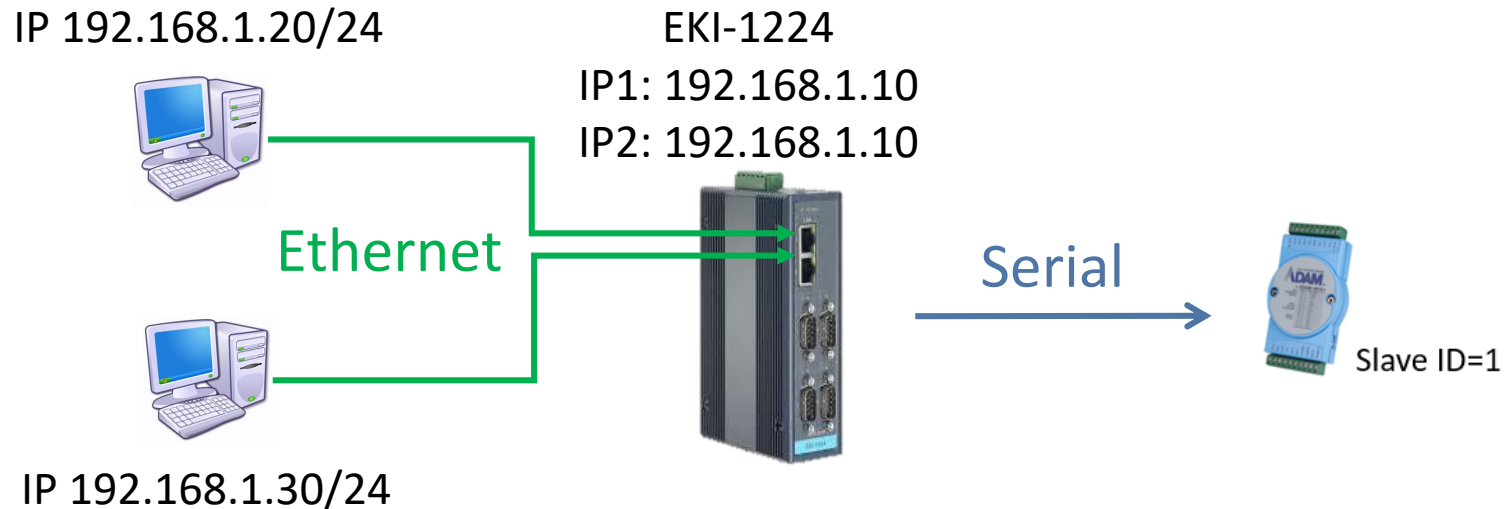 IP 192.168.1.20/24
EKI-1224
IP1: 192.168.1.10
IP2: 192.168.1.10
Ethernet
Serial
ADAM
Slave ID=1
IP 192.168.1.30/24